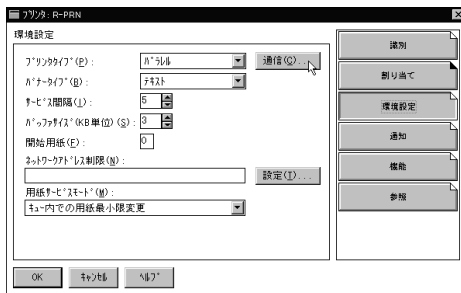 ﾌﾟﾘﾝﾀ: R-PRN
環境設定
ﾌﾟﾘﾝﾀﾀｲﾌﾟ(P): ﾊﾟﾗﾚﾙ 通信(C)...
ﾊﾞﾅｰﾀｲﾌﾟ(B): ﾃｷｽﾄ
ｻｰﾋﾞｽ間隔(I): 5
ﾊﾞｯﾌｧｻｲｽﾞ(KB単位)(S): 3
開始用紙(F): 0
ﾈｯﾄﾜｰｸｱﾄﾞﾚｽ制限(N):
設定(T)...
用紙ｻｰﾋﾞｽﾓｰﾄﾞ(M):
ｷｭｰ内での用紙最小限変更
識別
割り当て
環境設定
通知
機能
参照
OK ｷｬﾝｾﾙ ﾍﾙﾌﾟ